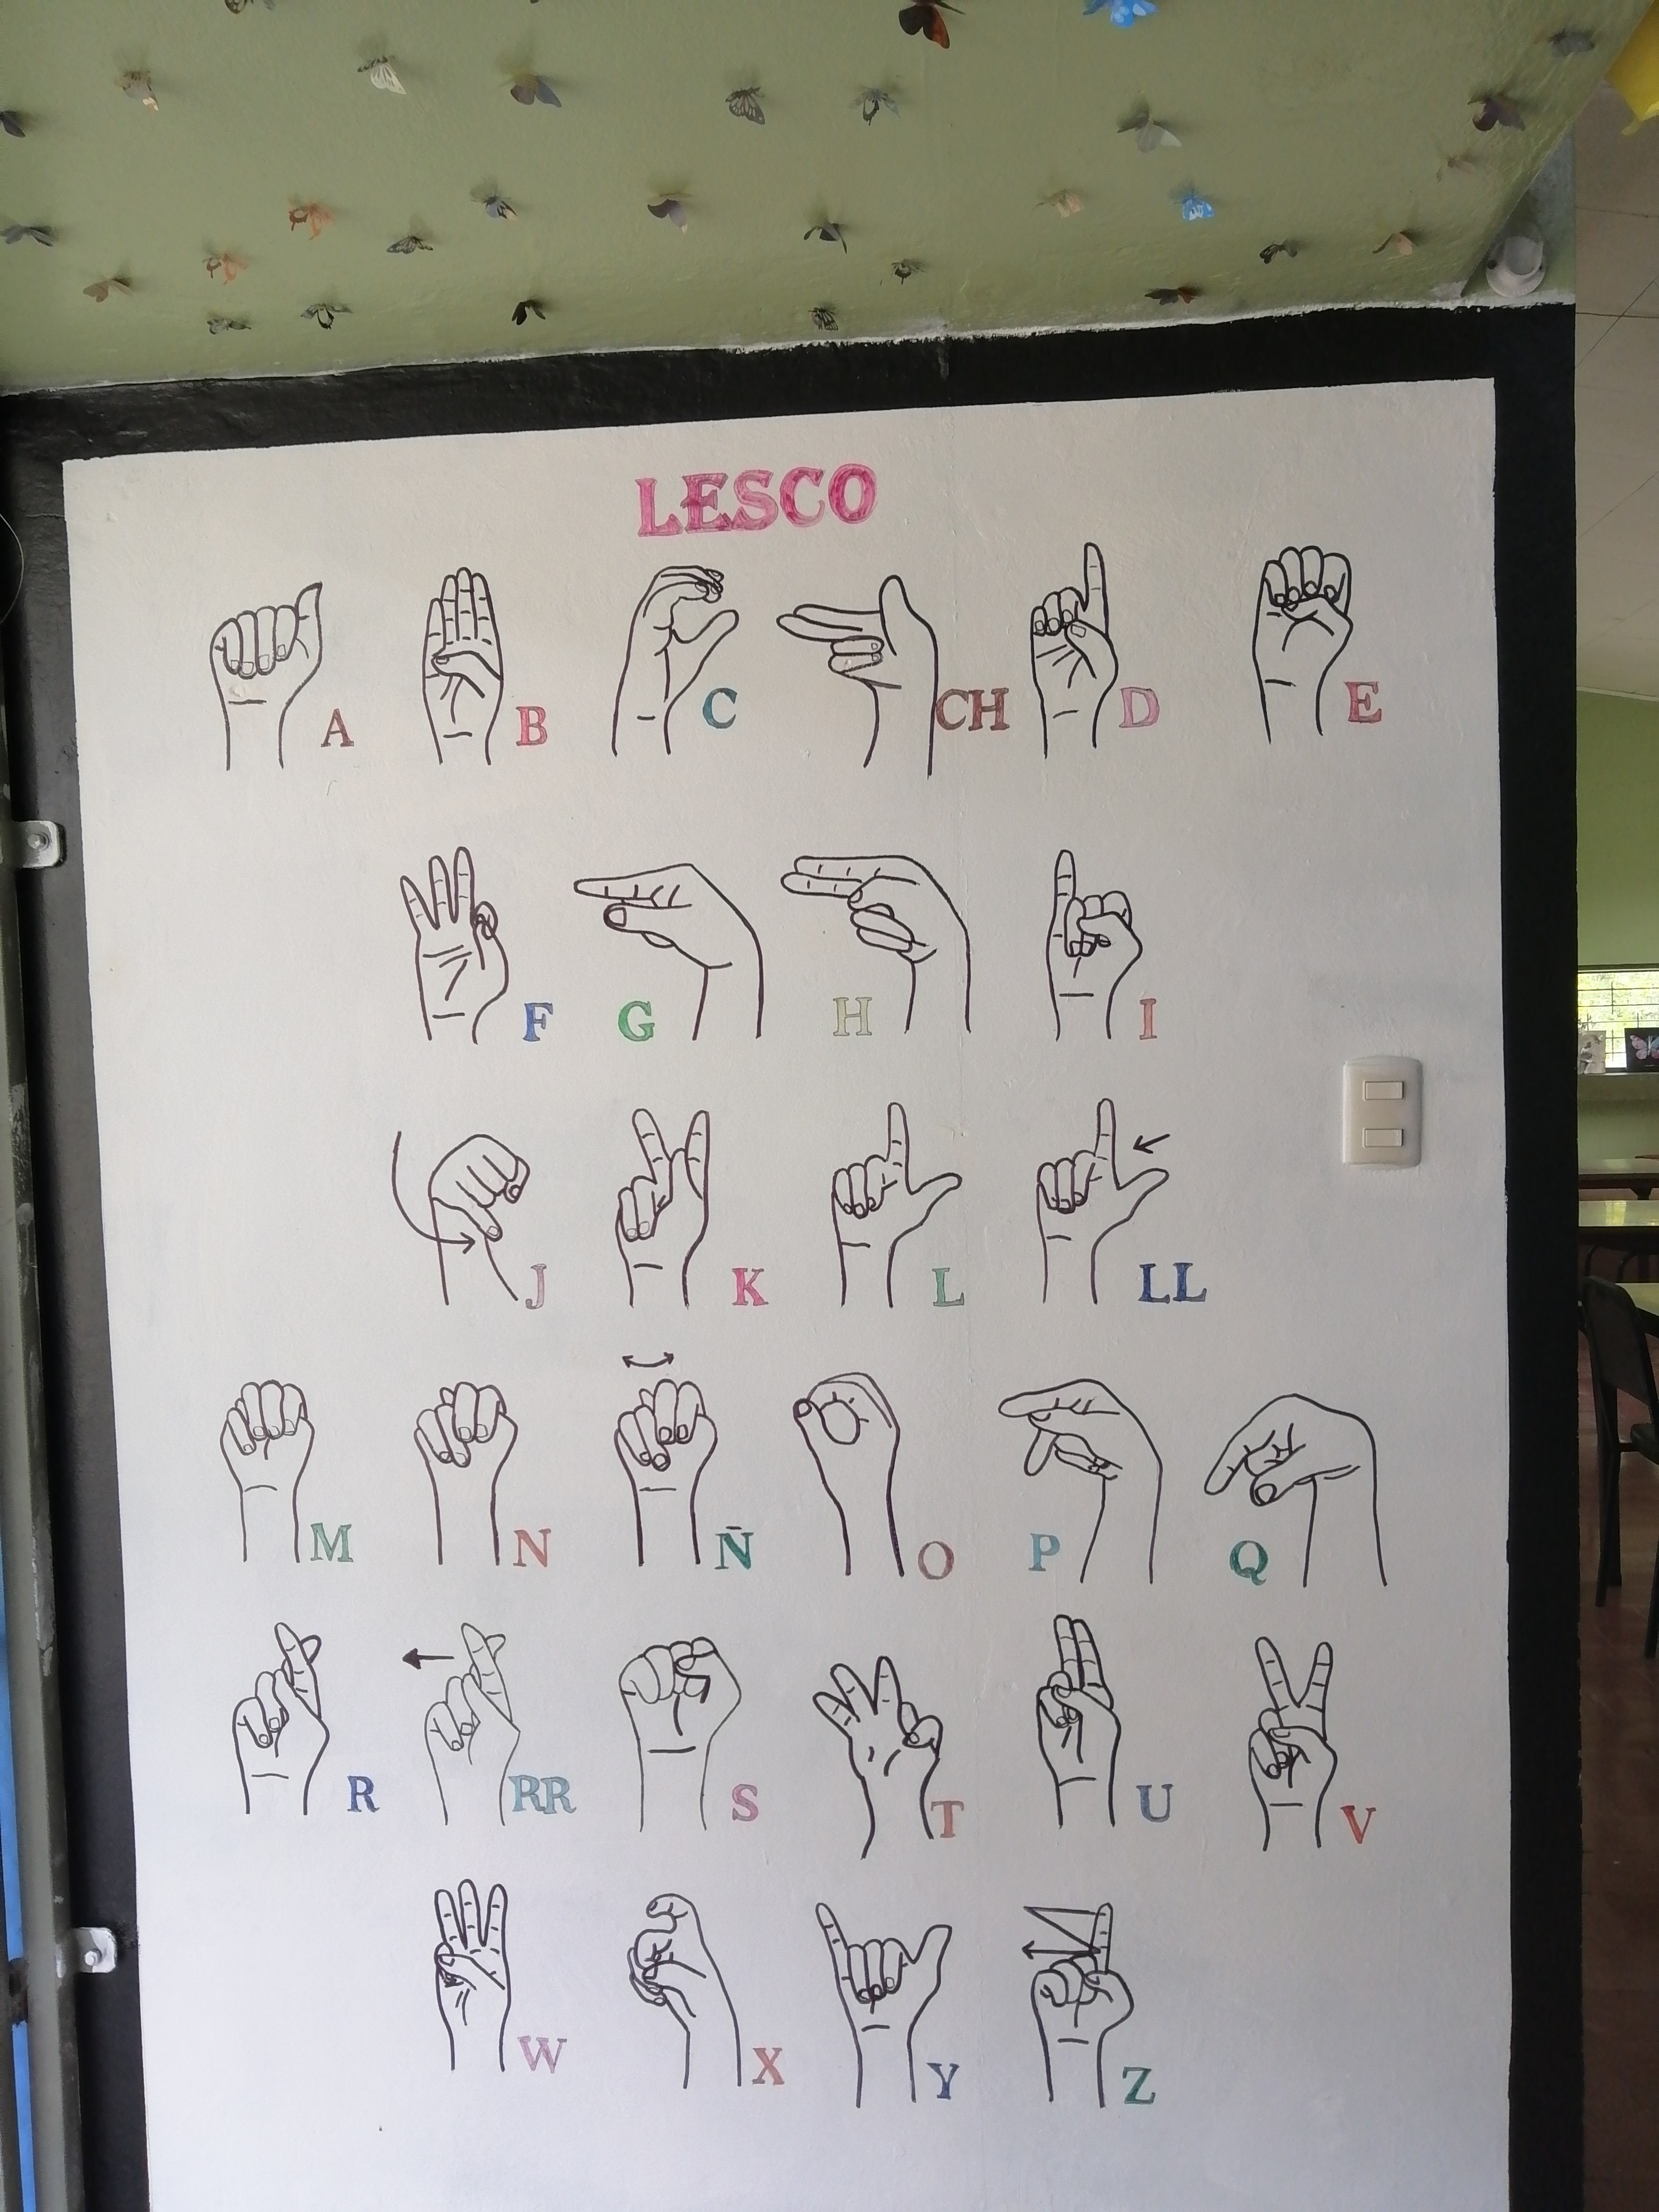 LESCO
A B C CH D E
F G H I
J K L LL
M N Ñ O P Q
R RR S T U V
W X Y Z